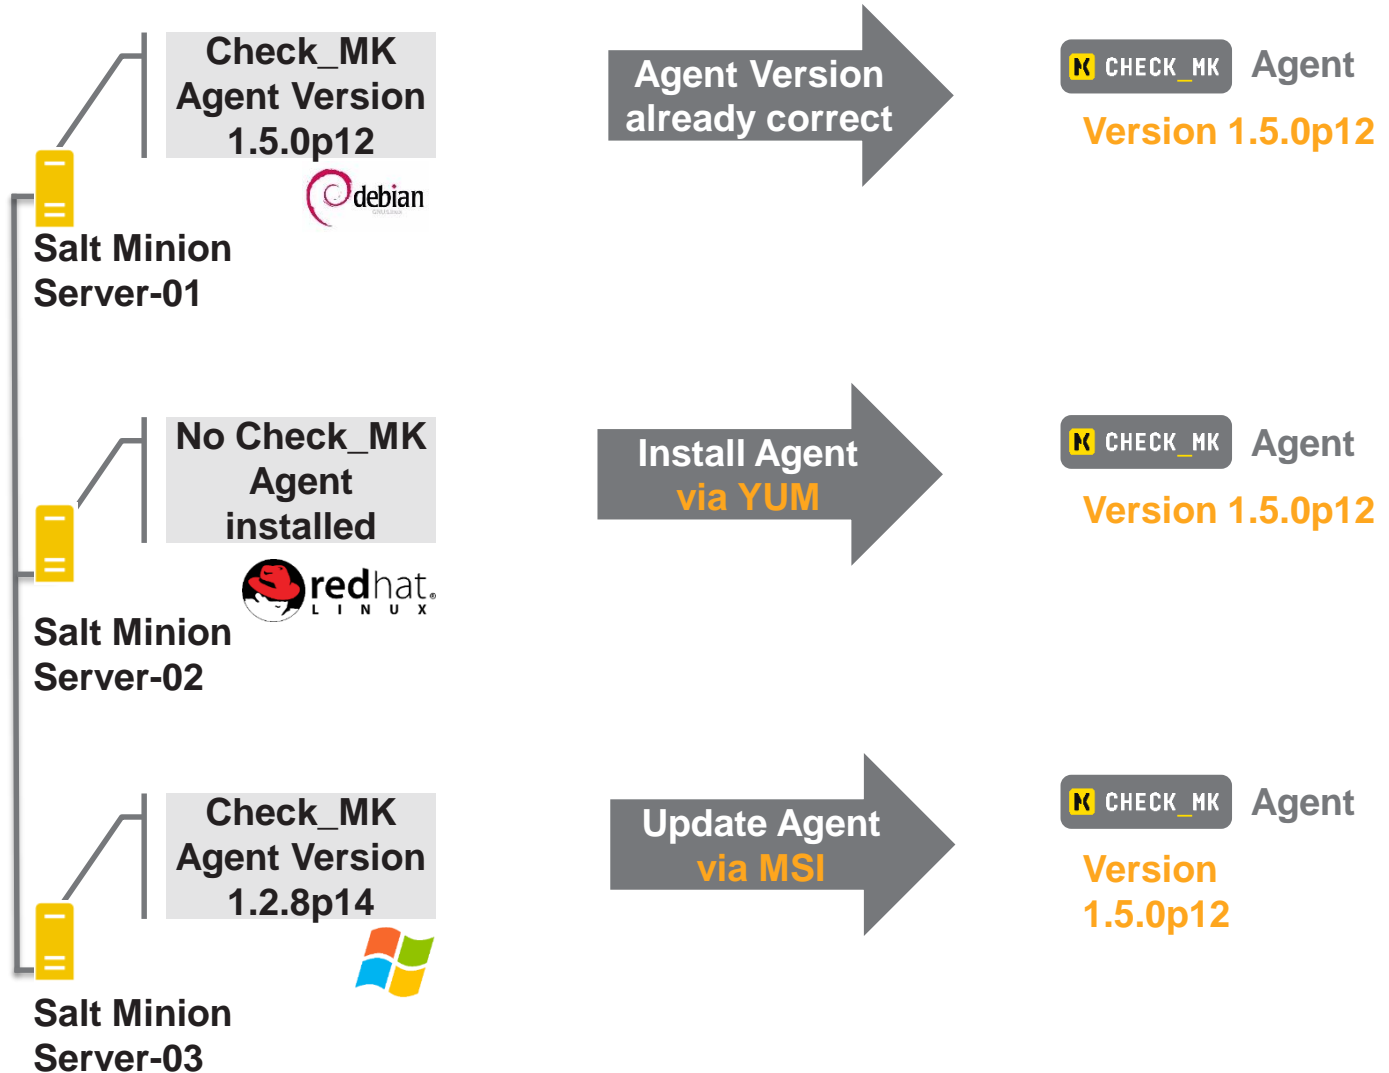 Check_MK
Agent Version
1.5.0p12
debian
GNU/Linux
Salt Minion
Server-01
Agent Version
already correct
CHECK_MK Agent
Version 1.5.0p12
No Check_MK
Agent
installed
redhat.
LINUX
Salt Minion
Server-02
Install Agent
via YUM
CHECK_MK Agent
Version 1.5.0p12
Check_MK
Agent Version
1.2.8p14
Salt Minion
Server-03
Update Agent
via MSI
CHECK_MK Agent
Version
1.5.0p12